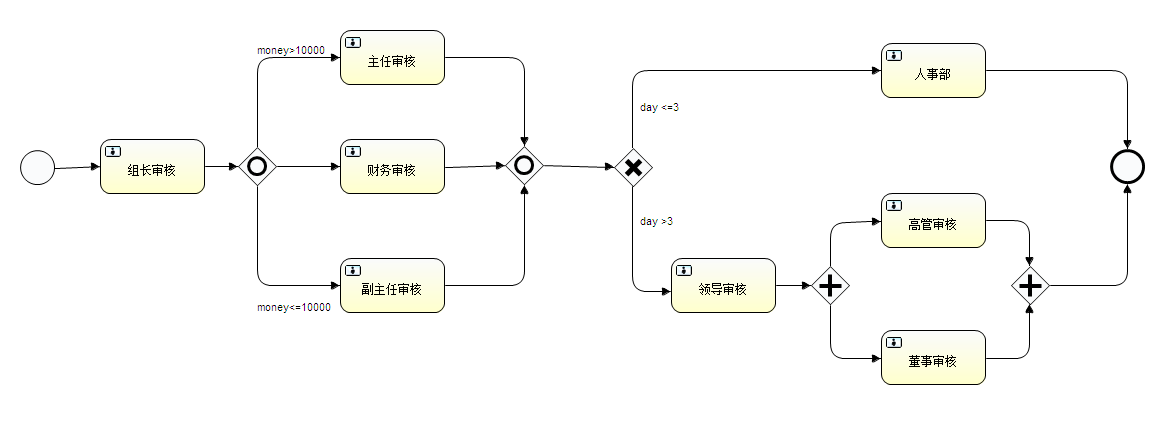 money>10000
主任审核
人事部
day <=3
组长审核
财务审核
day >3
高管审核
副主任审核
领导审核
money<=10000
董事审核